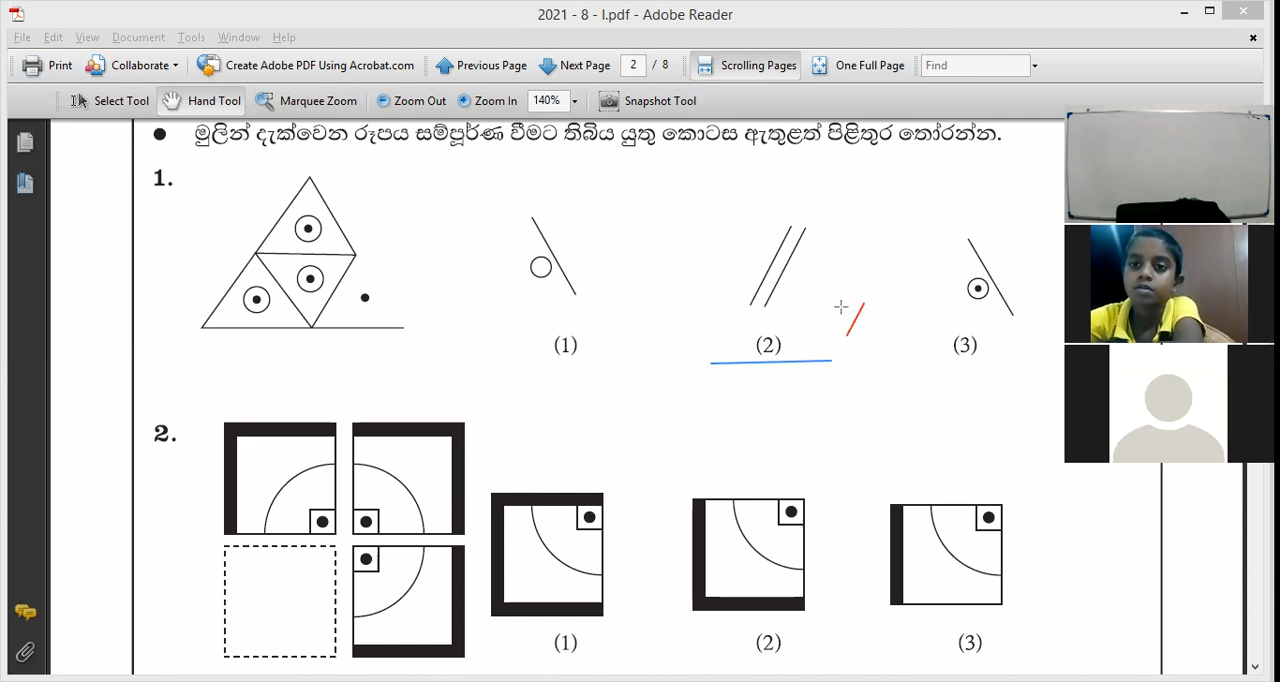 2021 - 8 - I.pdf - Adobe Reader
File Edit View Document Tools Window Help
Print Collaborate Create Adobe PDF Using Acrobat.com Previous Page Next Page 2 / 8 Scrolling Pages One Full Page Find
Select Tool Hand Tool Marquee Zoom Zoom Out Zoom In 140% Snapshot Tool
● මුලින් දැක්වෙන රූපය සම්පූර්ණ වීමට තිබිය යුතු කොටස ඇතුළත් පිළිතුර තෝරන්න.
1.
(1) (2) (3)
2.
(1) (2) (3)